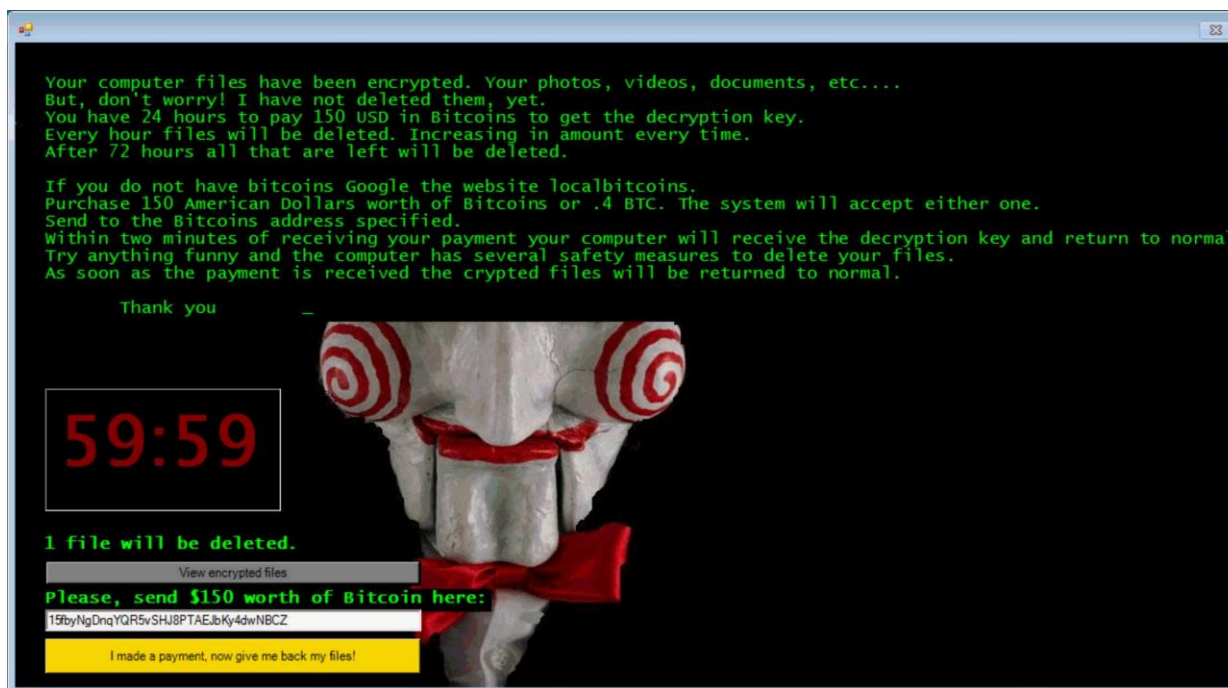 Your computer files have been encrypted. Your photos, videos, documents, etc....
But, don't worry! I have not deleted them, yet.
You have 24 hours to pay 150 USD in Bitcoins to get the decryption key.
Every hour files will be deleted. Increasing in amount every time.
After 72 hours all that are left will be deleted.
If you do not have bitcoins Google the website localbitcoins.
Purchase 150 American Dollars worth of Bitcoins or .4 BTC. The system will accept either one.
Send to the Bitcoins address specified.
Within two minutes of receiving your payment your computer will receive the decryption key and return to normal
Try anything funny and the computer has several safety measures to delete your files.
As soon as the payment is received the crypted files will be returned to normal.
Thank you _
59:59
1 file will be deleted.
View encrypted files
Please, send $150 worth of Bitcoin here:
15fbyNgDnqYQR5vSHJ8PTAEJbKy4dwNBCZ
I made a payment, now give me back my files!